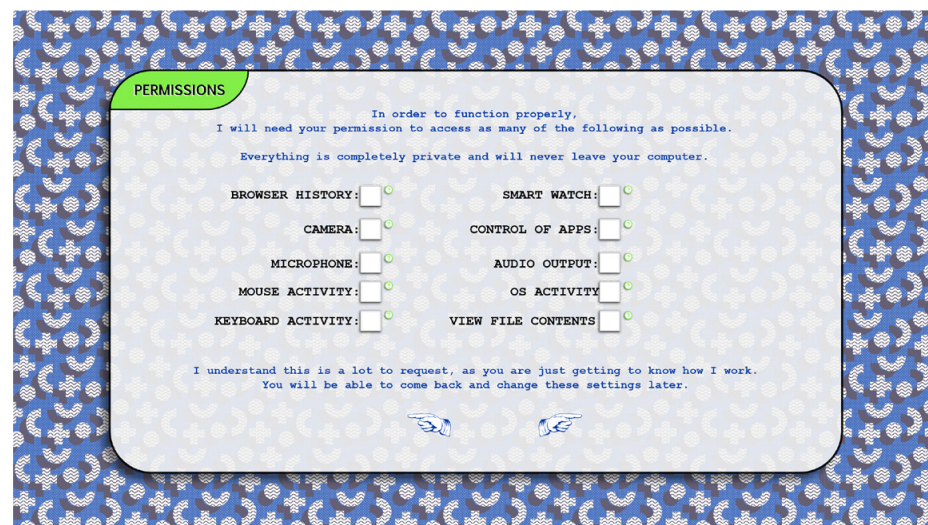 PERMISSIONS
In order to function properly,
I will need your permission to access as many of the following as possible.
Everything is completely private and will never leave your computer.
BROWSER HISTORY:
SMART WATCH:
CAMERA:
CONTROL OF APPS:
MICROPHONE:
AUDIO OUTPUT:
MOUSE ACTIVITY:
OS ACTIVITY
KEYBOARD ACTIVITY:
VIEW FILE CONTENTS
I understand this is a lot to request, as you are just getting to know how I work.
You will be able to come back and change these settings later.